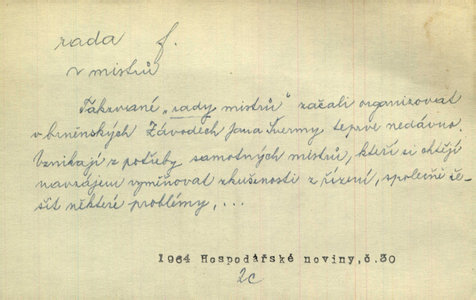 rada f.
v mistrů
Takzvané „rady mistrů" začali organizovat
v brněnských Závodech Jana Švermy teprve nedávno.
Vznikají z potřeby samotných mistrů, kteří si chtějí
navzájem vyměňovat zkušenosti z řízení, společně ře-
šit některé problémy, ...
1964 Hospodářské noviny, č.30
2c